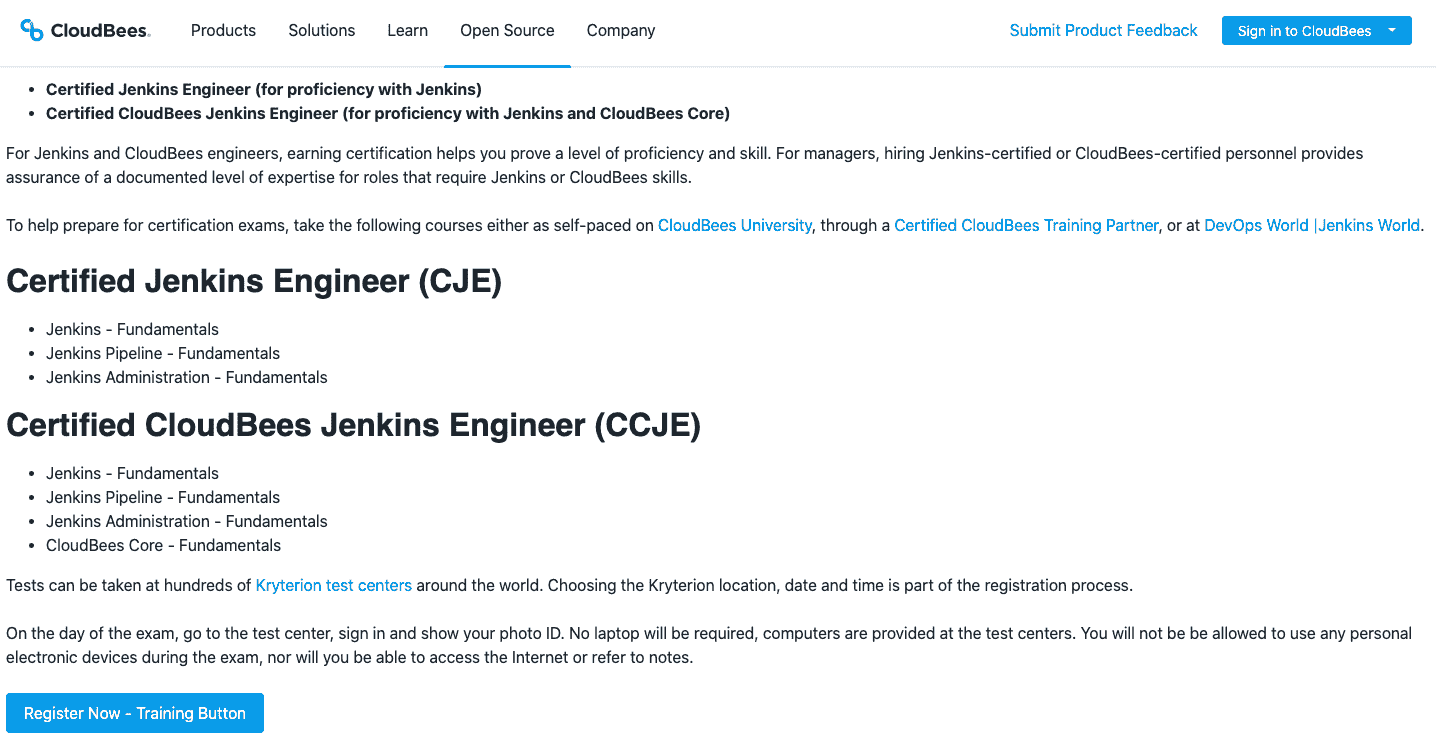 CloudBees.
Products
Solutions
Learn
Open Source
Company
Submit Product Feedback
Sign in to CloudBees
• Certified Jenkins Engineer (for proficiency with Jenkins)
• Certified CloudBees Jenkins Engineer (for proficiency with Jenkins and CloudBees Core)
For Jenkins and CloudBees engineers, earning certification helps you prove a level of proficiency and skill. For managers, hiring Jenkins-certified or CloudBees-certified personnel provides
assurance of a documented level of expertise for roles that require Jenkins or CloudBees skills.
To help prepare for certification exams, take the following courses either as self-paced on CloudBees University, through a Certified CloudBees Training Partner, or at DevOps World |Jenkins World.
Certified Jenkins Engineer (CJE)
• Jenkins - Fundamentals
• Jenkins Pipeline - Fundamentals
• Jenkins Administration - Fundamentals
Certified CloudBees Jenkins Engineer (CCJE)
• Jenkins - Fundamentals
• Jenkins Pipeline - Fundamentals
• Jenkins Administration - Fundamentals
• CloudBees Core - Fundamentals
Tests can be taken at hundreds of Kryterion test centers around the world. Choosing the Kryterion location, date and time is part of the registration process.
On the day of the exam, go to the test center, sign in and show your photo ID. No laptop will be required, computers are provided at the test centers. You will not be be allowed to use any personal
electronic devices during the exam, nor will you be able to access the Internet or refer to notes.
Register Now - Training Button